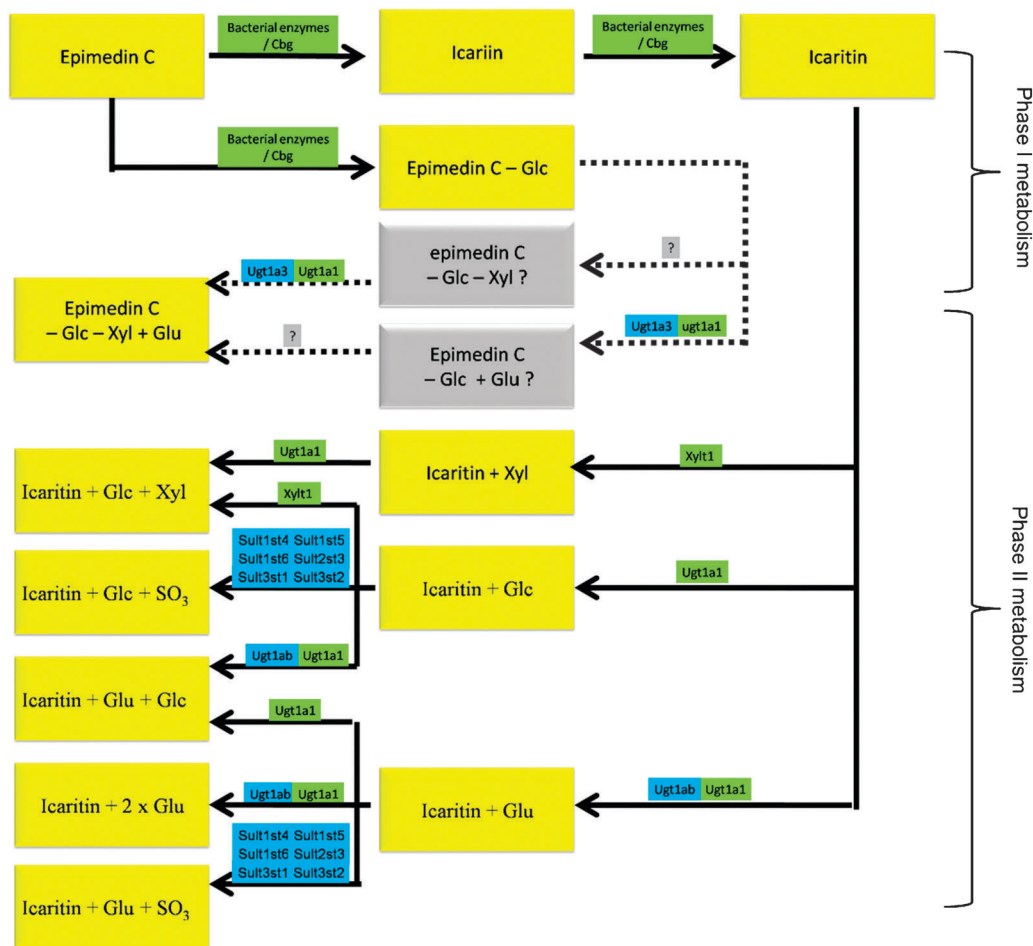 Bacterial enzymes
/ Cbg
Bacterial enzymes
/ Cbg
Epimedin C
Icariin
Icaritin
Bacterial enzymes
/ Cbg
Epimedin C – Glc
Phase I metabolism
epimedin C
– Glc – Xyl ?
?
Ugt1a3 Ugt1a1
Epimedin C
– Glc – Xyl + Glu
?
Ugt1a3 ugt1a1
Epimedin C
– Glc + Glu ?
Ugt1a1
Icaritin + Xyl
Xylt1
Icaritin + Glc + Xyl
Xylt1
Sult1st4 Sult1st5
Sult1st6 Sult2st3
Sult3st1 Sult3st2
Icaritin + Glc + SO₃
Icaritin + Glc
Ugt1a1
Phase II metabolism
Ugt1ab Ugt1a1
Icaritin + Glu + Glc
Ugt1a1
Icaritin + 2 x Glu
Ugt1ab Ugt1a1
Icaritin + Glu
Ugt1ab Ugt1a1
Sult1st4 Sult1st5
Sult1st6 Sult2st3
Sult3st1 Sult3st2
Icaritin + Glu + SO₃